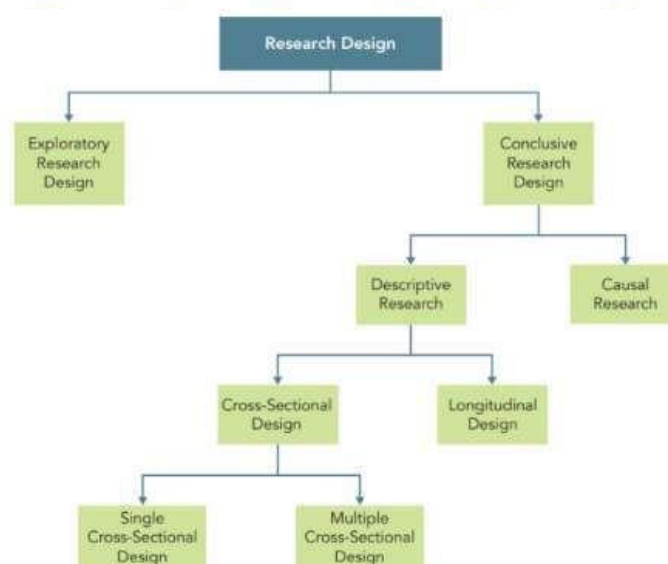 Research Design
Exploratory
Research
Design
Conclusive
Research
Design
Descriptive
Research
Causal
Research
Cross-Sectional
Design
Longitudinal
Design
Single
Cross-Sectional
Design
Multiple
Cross-Sectional
Design